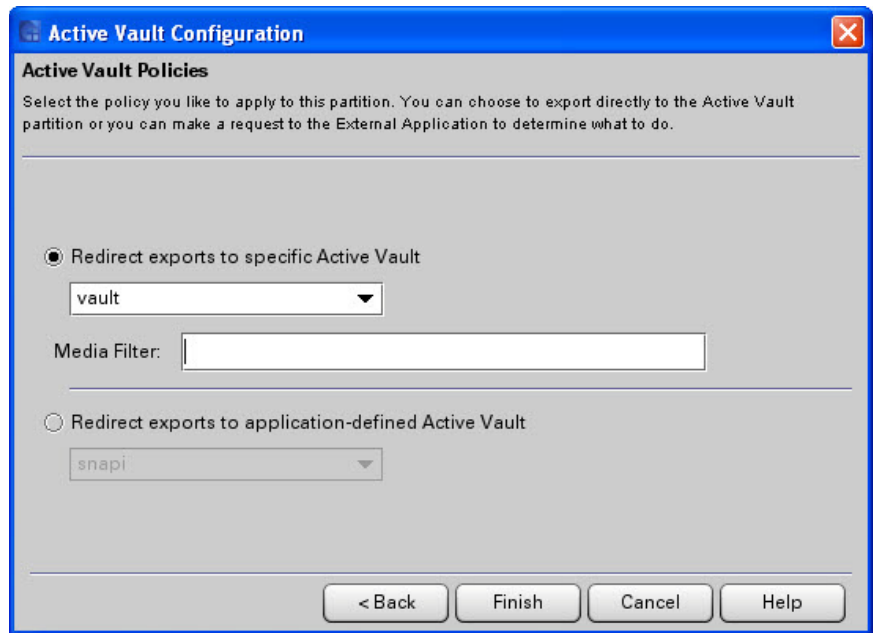 Active Vault Configuration
Active Vault Policies
Select the policy you like to apply to this partition. You can choose to export directly to the Active Vault
partition or you can make a request to the External Application to determine what to do.
Redirect exports to specific Active Vault
vault
Media Filter:
Redirect exports to application-defined Active Vault
snapi
< Back Finish Cancel Help